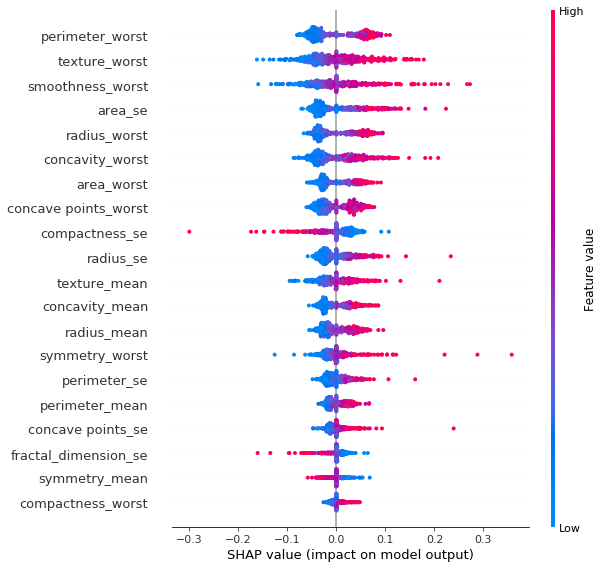 High
perimeter_worst
texture_worst
smoothness_worst
area_se
radius_worst
concavity_worst
area_worst
concave points_worst
compactness_se
radius_se
texture_mean
concavity_mean
radius_mean
symmetry_worst
perimeter_se
perimeter_mean
concave points_se
fractal_dimension_se
symmetry_mean
compactness_worst
Feature value
Low
−0.3 −0.2 −0.1 0.0 0.1 0.2 0.3
SHAP value (impact on model output)